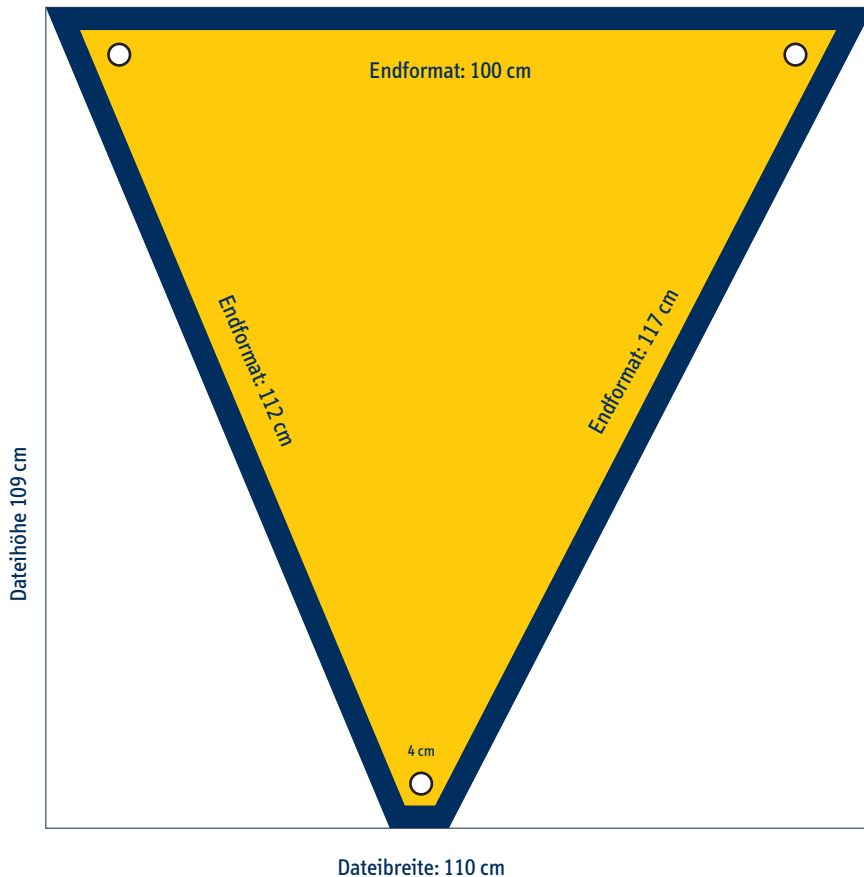 Endformat: 100 cm
Endformat: 112 cm
Endformat: 117 cm
Dateihöhe 109 cm
4 cm
Dateibreite: 110 cm